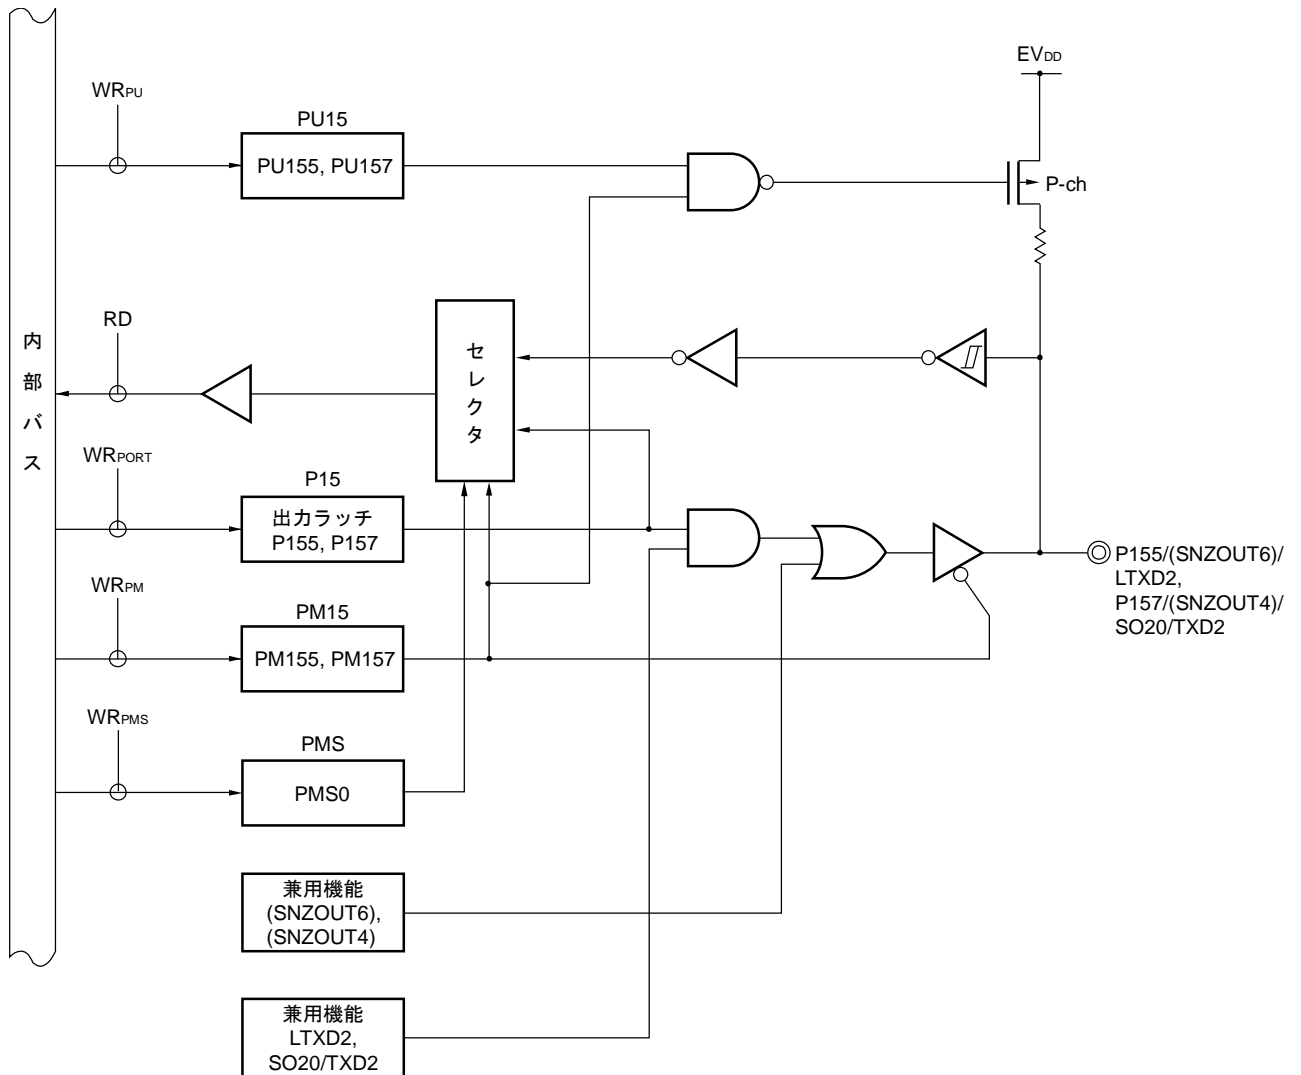 EVDD
WRPU
PU15
PU155, PU157
P-ch
RD
内部バス
セレクタ
WRPORT
P15
出力ラッチ
P155, P157
P155/(SNZOUT6)/
LTXD2,
P157/(SNZOUT4)/
SO20/TXD2
WRPM
PM15
PM155, PM157
WRPMS
PMS
PMS0
兼用機能
(SNZOUT6),
(SNZOUT4)
兼用機能
LTXD2,
SO20/TXD2